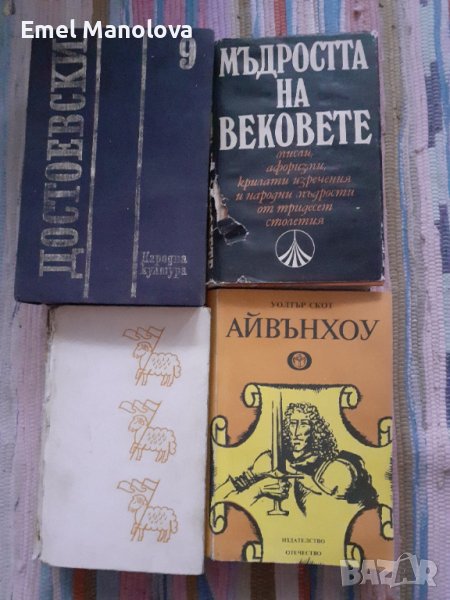 Emel Manolova
ДОСТОЕВСКИ
9
Народна
култура
МЪДРОСТТА
НА
ВЕКОВЕТЕ
мисли,
афоризми,
крилати изречения
и народни мъдрости
от тридесет
столетия
УОЛТЪР СКОТ
АЙВЪНХОУ
ИЗДАТЕЛСТВО
ОТЕЧЕСТВО
BAZAR